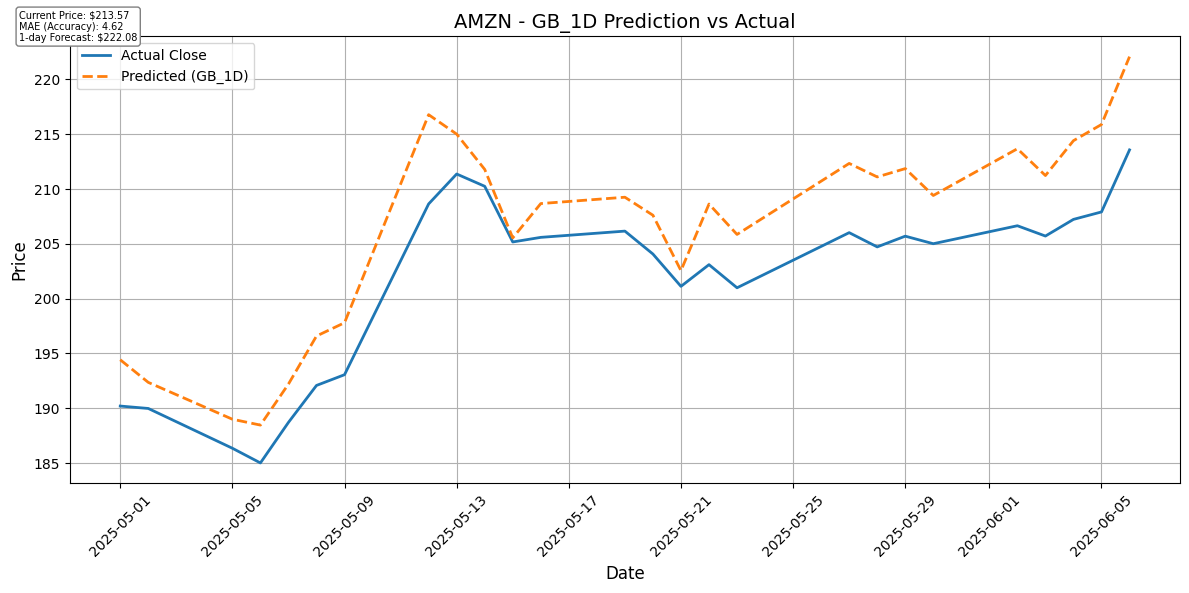 AMZN - GB_1D Prediction vs Actual
Current Price: $213.57
MAE (Accuracy): 4.62
1-day Forecast: $222.08
Actual Close
Predicted (GB_1D)
Price
220
215
210
205
200
195
190
185
2025-05-01
2025-05-05
2025-05-09
2025-05-13
2025-05-17
2025-05-21
2025-05-25
2025-05-29
2025-06-01
2025-06-05
Date